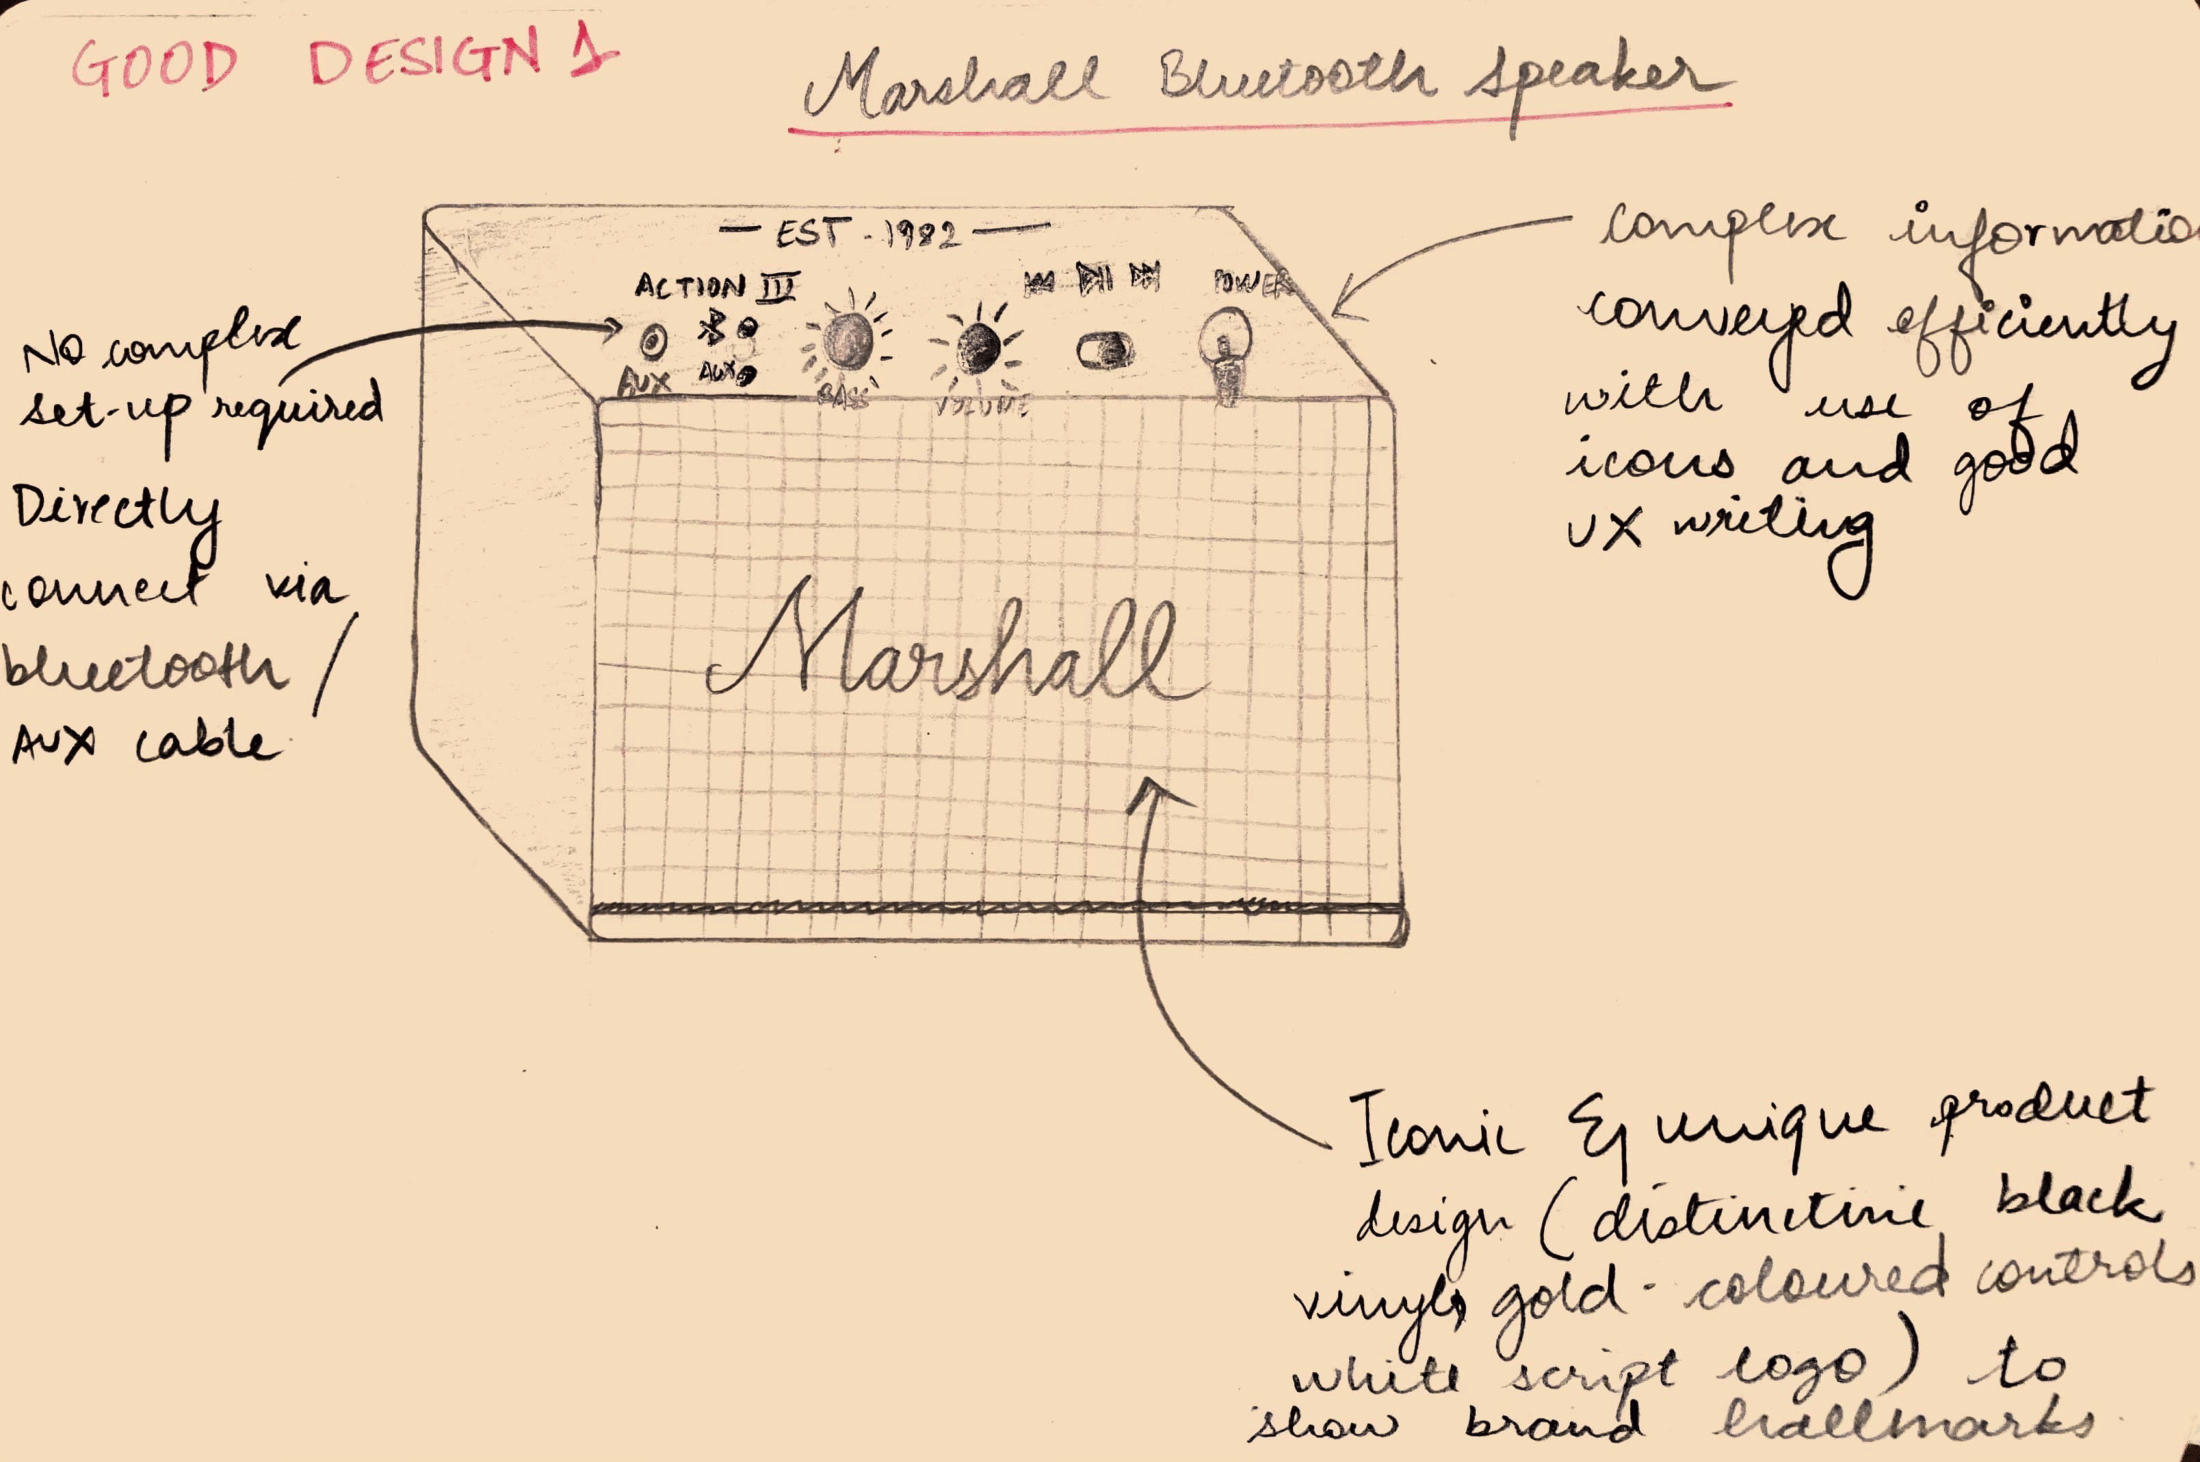 GOOD DESIGN 1
Marshall Bluetooth speaker
— EST - 1982 —
ACTION III
POWER
AUX
AUX
BASS
VOLUME
No complex
set-up required
Directly
connect via
bluetooth /
AUX cable
complex informatio
conveyed efficiently
with use of
icons and good
UX writing
Marshall
Iconic & unique product
design (distinctive black
vinyl, gold-coloured controls
white script logo) to
show brand hallmarks